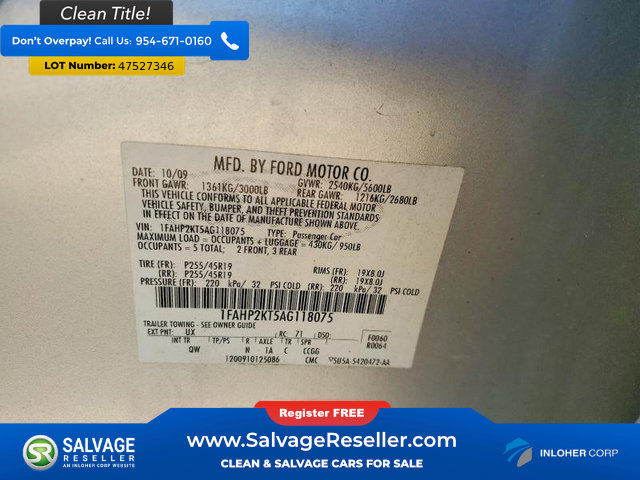 Clean Title!
Don't Overpay! Call Us: 954-671-0160
LOT Number: 47527346
MFD. BY FORD MOTOR CO.
DATE: 10/09
GVWR: 2540KG/5600LB
FRONT GAWR: 1361KG/3000LB
REAR GAWR: 1216KG/2680LB
THIS VEHICLE CONFORMS TO ALL APPLICABLE FEDERAL MOTOR
VEHICLE SAFETY, BUMPER, AND THEFT PREVENTION STANDARDS
IN EFFECT ON THE DATE OF MANUFACTURE SHOWN ABOVE.
VIN: 1FAHP2KT5AG118075 TYPE: Passenger Car
MAXIMUM LOAD = OCCUPANTS + LUGGAGE = 430KG/950LB
OCCUPANTS = 5 TOTAL: 2 FRONT, 3 REAR
TIRE (FR): P255/45R19 RIMS (FR): 19X8.0J
(RR): P255/45R19 (RR): 19X8.0J
PRESSURE (FR): 220 kPa/ 32 PSI COLD (RR) 220 kPa/ 32 PSI COLD
1FAHP2KT5AG118075
TRAILER TOWING - SEE OWNER GUIDE
EXT PNT: UX RC: 71 DSO: F0060
R0064
INT TR TP/PS R AXLE TR SPR
QW N 1A C CCGG
1200910125086 CMC 5U5A-5420472-AA
Register FREE
SALVAGE
RESELLER
AN INLOHER CORP WEBSITE
www.SalvageReseller.com
CLEAN & SALVAGE CARS FOR SALE
INLOHER CORP